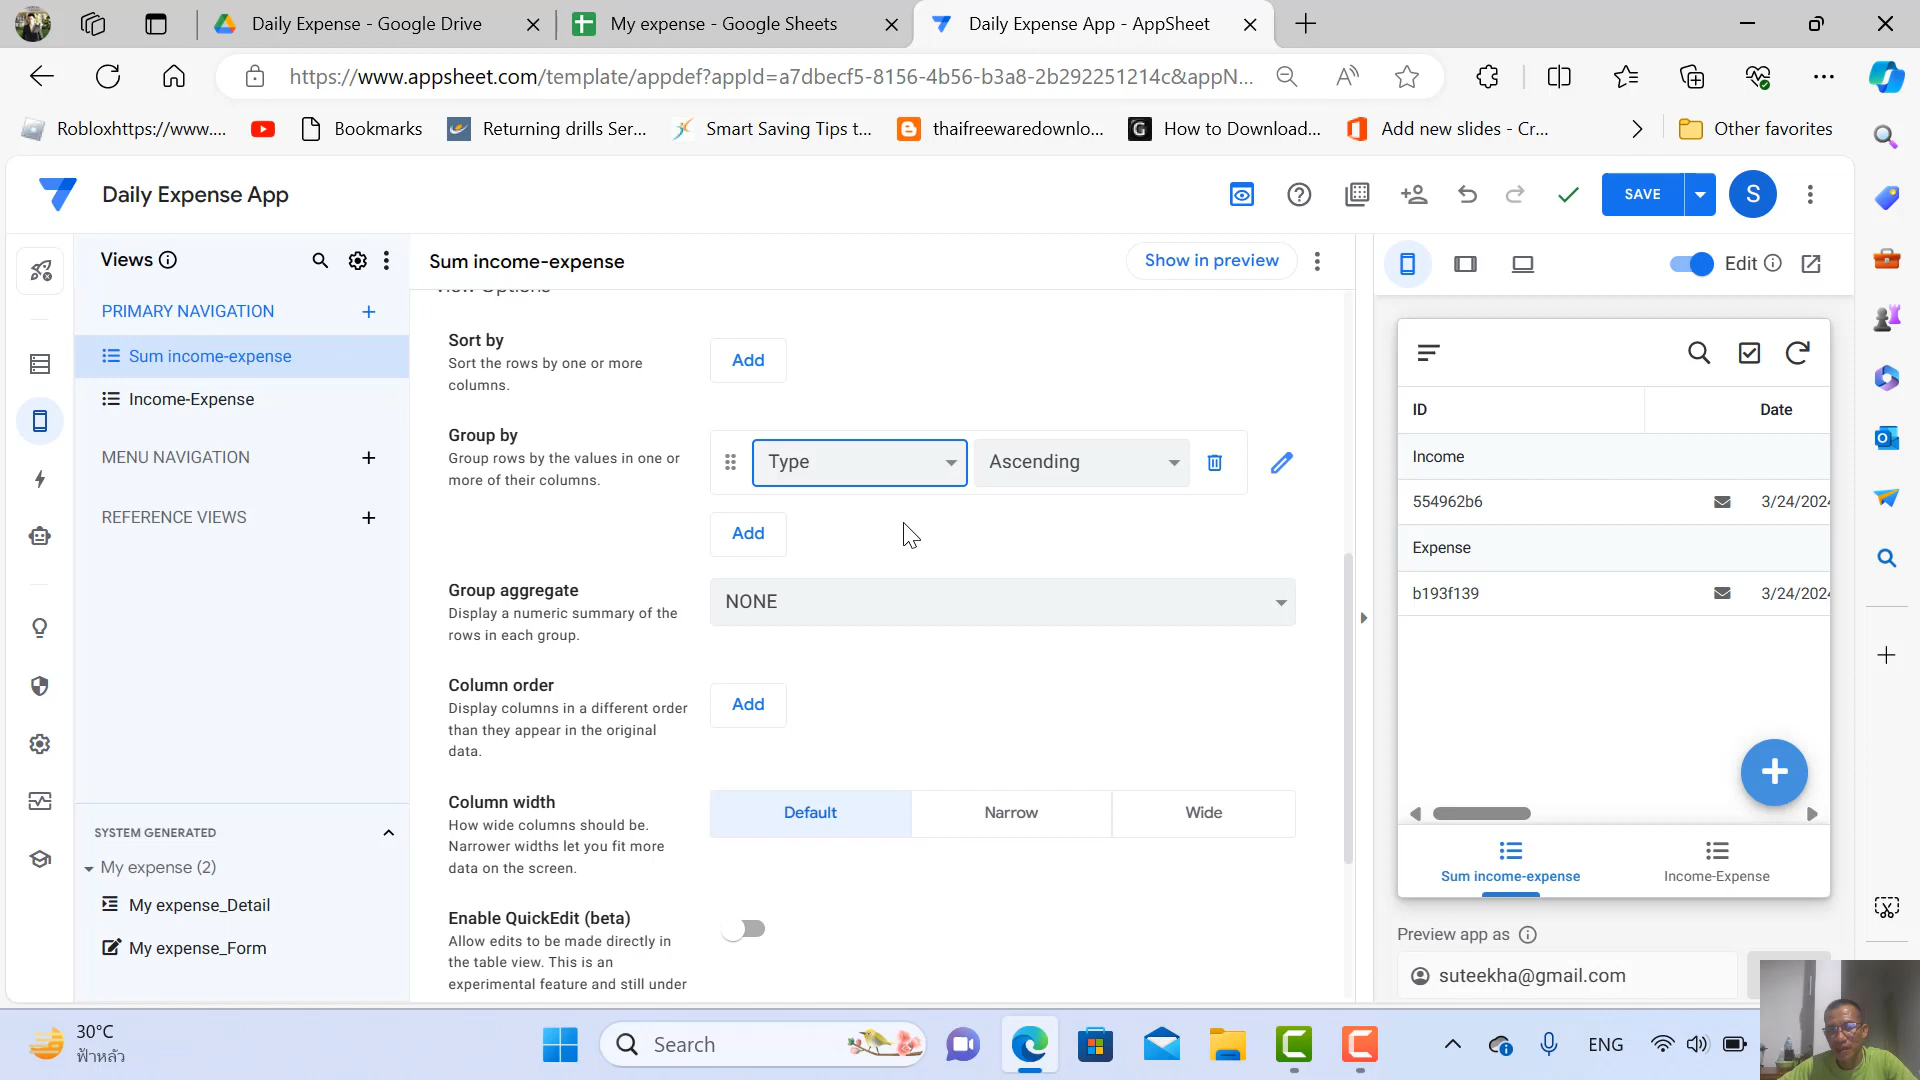 Daily Expense - Google Drive
My expense - Google Sheets
Daily Expense App - AppSheet
https://www.appsheet.com/template/appdef?appId=a7dbecf5-8156-4b56-b3a8-2b292251214c&appN...
Robloxhttps://www....
Bookmarks
Returning drills Ser...
Smart Saving Tips t...
thaifreewaredownlo...
How to Download...
Add new slides - Cr...
Other favorites
Daily Expense App
SAVE
S
Views
PRIMARY NAVIGATION
Sum income-expense
Income-Expense
MENU NAVIGATION
REFERENCE VIEWS
SYSTEM GENERATED
My expense (2)
My expense_Detail
My expense_Form
Sum income-expense
Show in preview
View Options
Sort by
Sort the rows by one or more
columns.
Add
Group by
Group rows by the values in one or
more of their columns.
Type
Ascending
Add
Group aggregate
Display a numeric summary of the
rows in each group.
NONE
Column order
Display columns in a different order
than they appear in the original
data.
Add
Column width
How wide columns should be.
Narrower widths let you fit more
data on the screen.
Default
Narrow
Wide
Enable QuickEdit (beta)
Allow edits to be made directly in
the table view. This is an
experimental feature and still under
Edit
ID
Date
Income
554962b6
3/24/2024
Expense
b193f139
3/24/2024
Sum income-expense
Income-Expense
Preview app as
suteekha@gmail.com
30°C
ฟ้าหลัว
Search
ENG